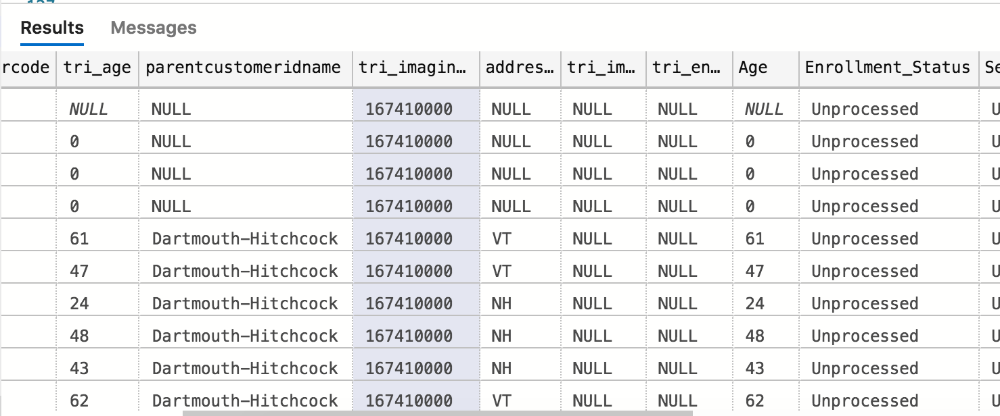 Results Messages
rcode tri_age parentcustomeridname tri_imagin… addres… tri_im… tri_en… Age Enrollment_Status Se
NULL NULL 167410000 NULL NULL NULL NULL Unprocessed U
0 NULL 167410000 NULL NULL NULL 0 Unprocessed U
0 NULL 167410000 NULL NULL NULL 0 Unprocessed U
0 NULL 167410000 NULL NULL NULL 0 Unprocessed U
61 Dartmouth-Hitchcock 167410000 VT NULL NULL 61 Unprocessed U
47 Dartmouth-Hitchcock 167410000 VT NULL NULL 47 Unprocessed U
24 Dartmouth-Hitchcock 167410000 NH NULL NULL 24 Unprocessed U
48 Dartmouth-Hitchcock 167410000 NH NULL NULL 48 Unprocessed U
43 Dartmouth-Hitchcock 167410000 NH NULL NULL 43 Unprocessed U
62 Dartmouth-Hitchcock 167410000 VT NULL NULL 62 Unprocessed U